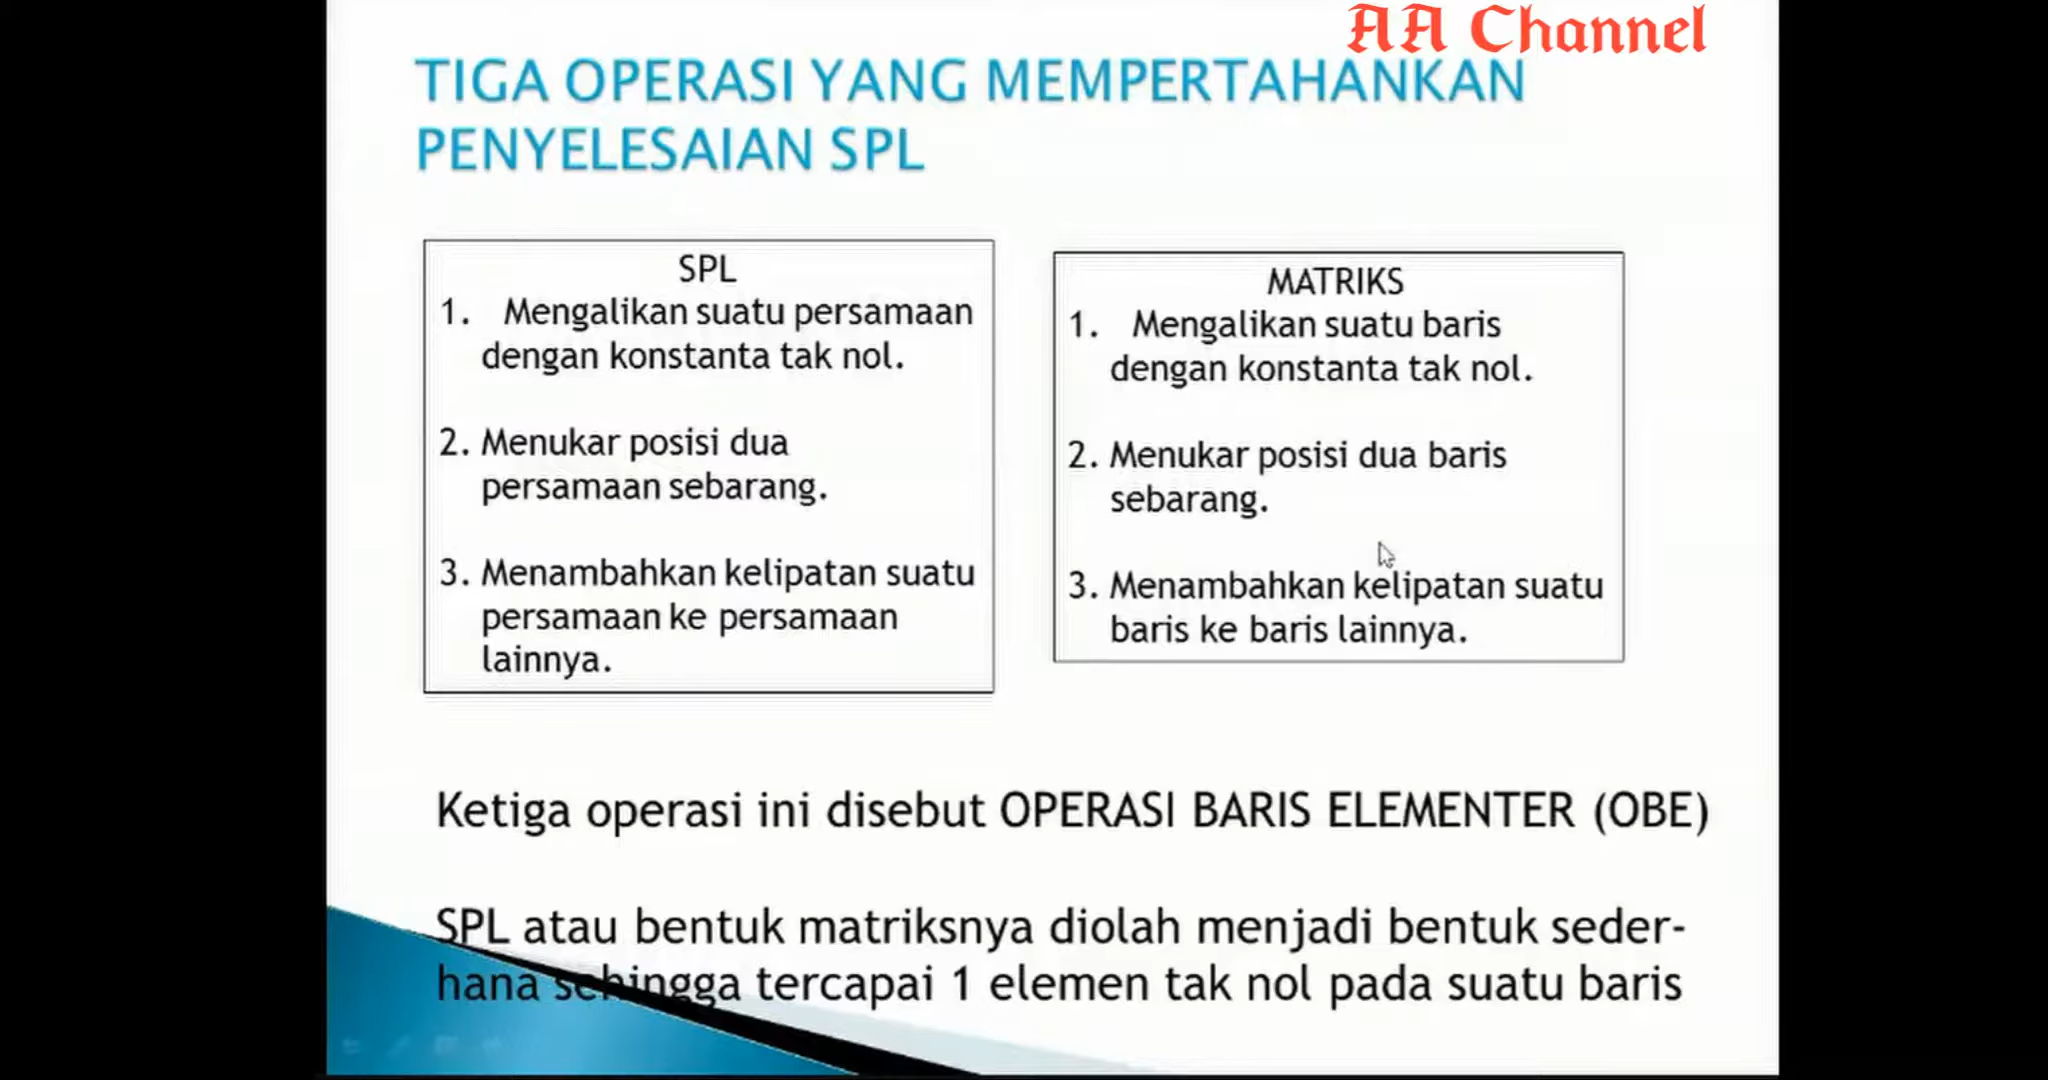 AA Channel
TIGA OPERASI YANG MEMPERTAHANKAN
PENYELESAIAN SPL
SPL
1. Mengalikan suatu persamaan
dengan konstanta tak nol.
2. Menukar posisi dua
persamaan sebarang.
3. Menambahkan kelipatan suatu
persamaan ke persamaan
lainnya.
MATRIKS
1. Mengalikan suatu baris
dengan konstanta tak nol.
2. Menukar posisi dua baris
sebarang.
3. Menambahkan kelipatan suatu
baris ke baris lainnya.
Ketiga operasi ini disebut OPERASI BARIS ELEMENTER (OBE)
SPL atau bentuk matriksnya diolah menjadi bentuk seder-
hana sehingga tercapai 1 elemen tak nol pada suatu baris